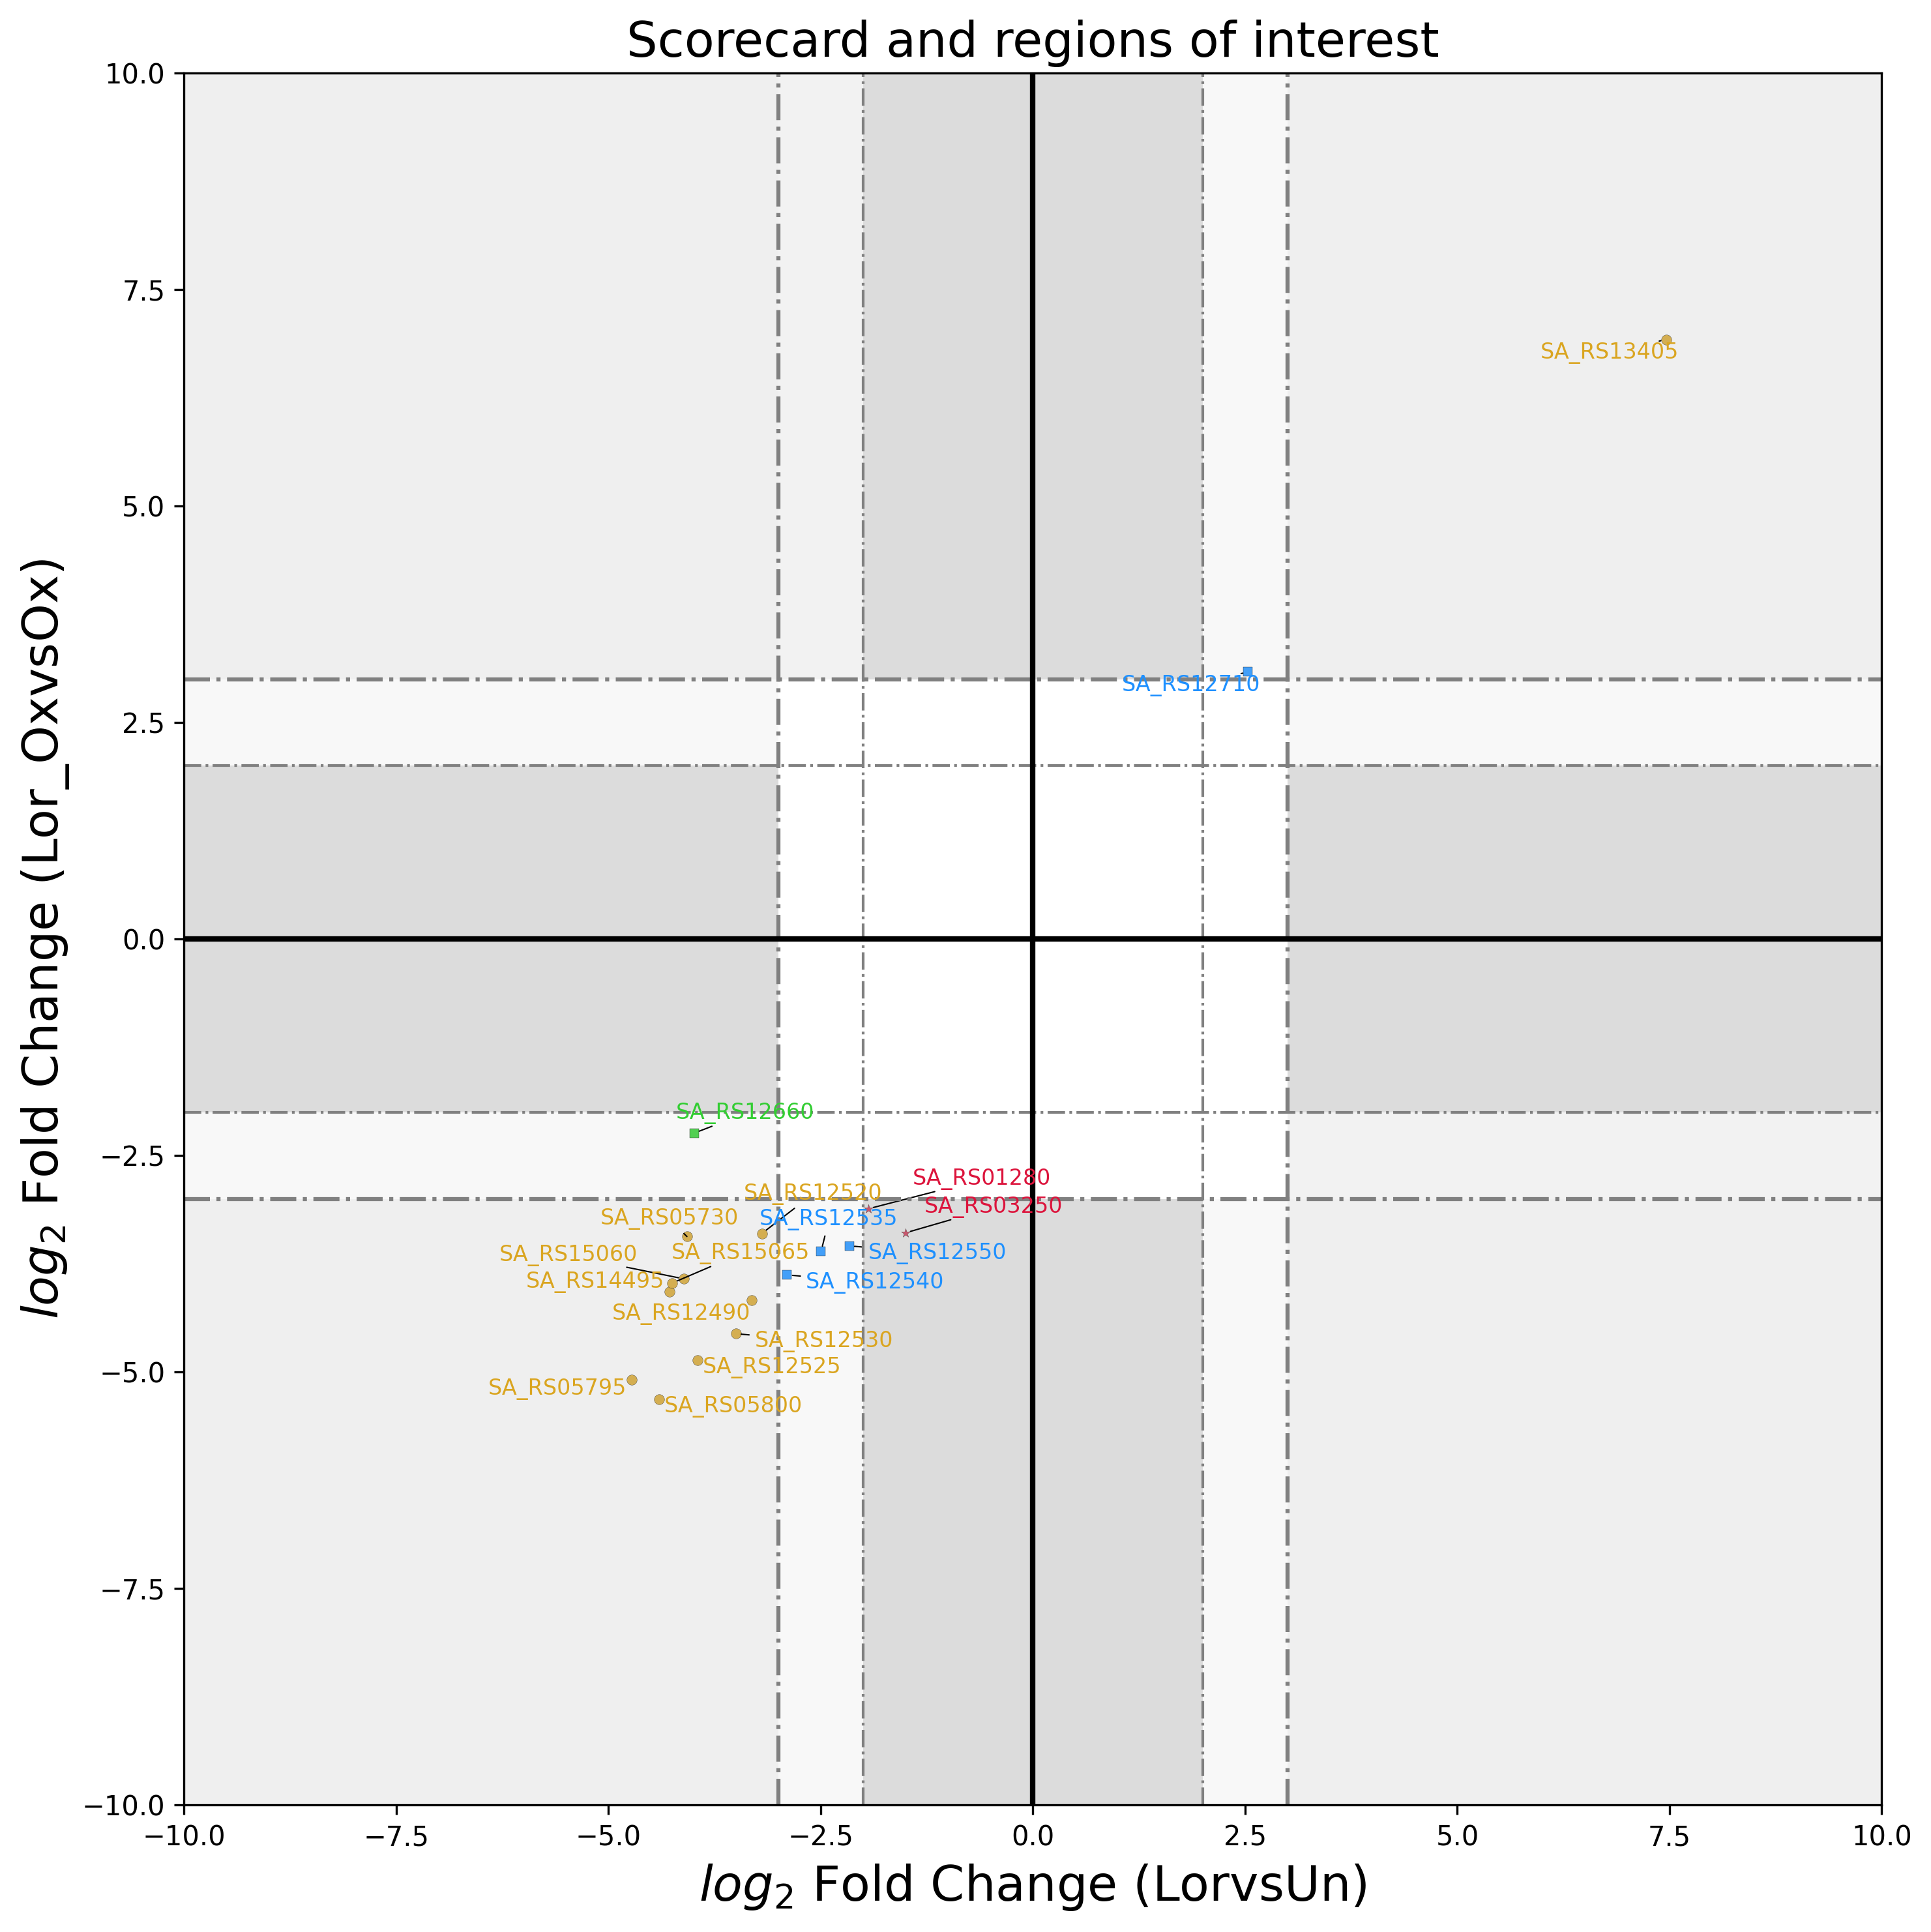 Scorecard and regions of interest
log2 Fold Change (Lor_OxvsOx)
10.0
7.5
5.0
2.5
0.0
−2.5
−5.0
−7.5
−10.0
SA_RS13405
SA_RS12710
SA_RS12660
SA_RS01280
SA_RS12520
SA_RS03250
SA_RS05730
SA_RS12535
SA_RS15060
SA_RS15065
SA_RS12550
SA_RS14495
SA_RS12540
SA_RS12490
SA_RS12530
SA_RS12525
SA_RS05795
SA_RS05800
−10.0
−7.5
−5.0
−2.5
0.0
2.5
5.0
7.5
10.0
log2 Fold Change (LorvsUn)